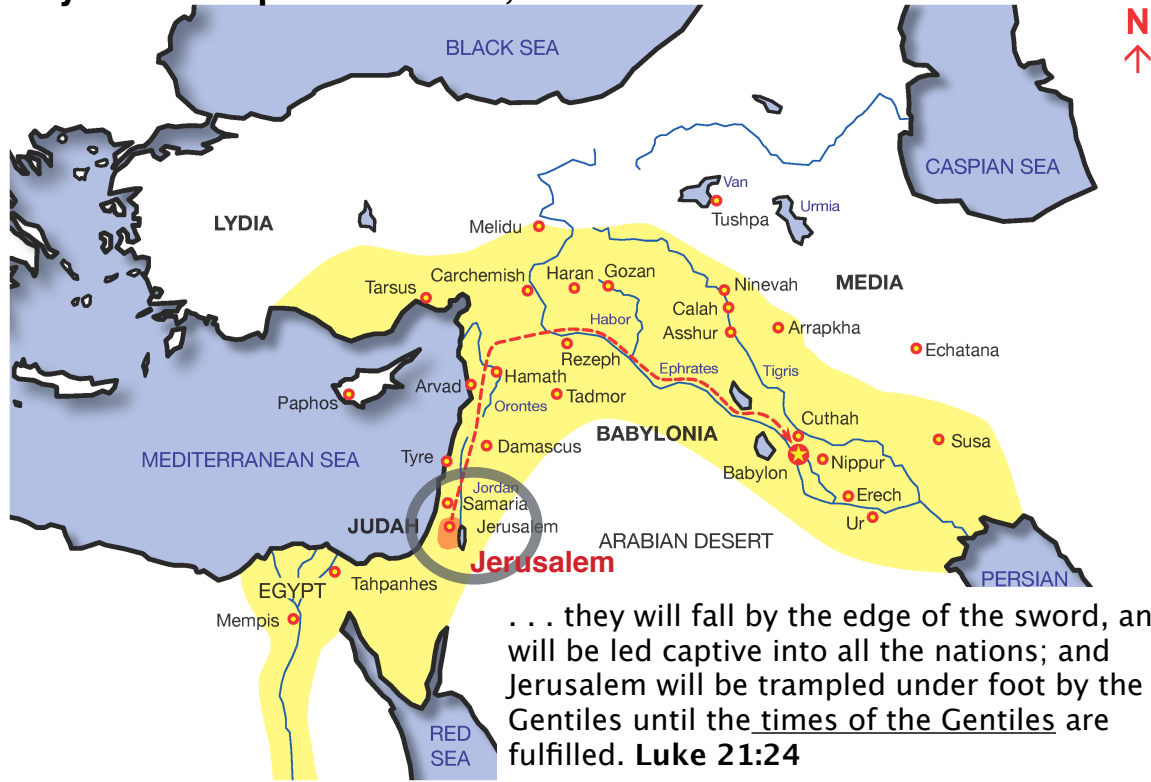 N
BLACK SEA
CASPIAN SEA
Van
Tushpa
Urmia
LYDIA
Melidu
MEDIA
Tarsus
Carchemish
Haran
Gozan
Ninevah
Calah
Habor
Asshur
Arrapkha
Rezeph
Echatana
Ephrates
Tigris
Arvad
Hamath
Paphos
Orontes
Tadmor
Cuthah
BABYLONIA
Susa
Damascus
Tyre
MEDITERRANEAN SEA
Babylon
Nippur
Jordan
Samaria
Erech
JUDAH
Jerusalem
Ur
ARABIAN DESERT
Jerusalem
PERSIAN
EGYPT
Tahpanhes
Mempis
RED
SEA
. . . they will fall by the edge of the sword, an
will be led captive into all the nations; and
Jerusalem will be trampled under foot by the
Gentiles until the times of the Gentiles are
fulfilled. Luke 21:24